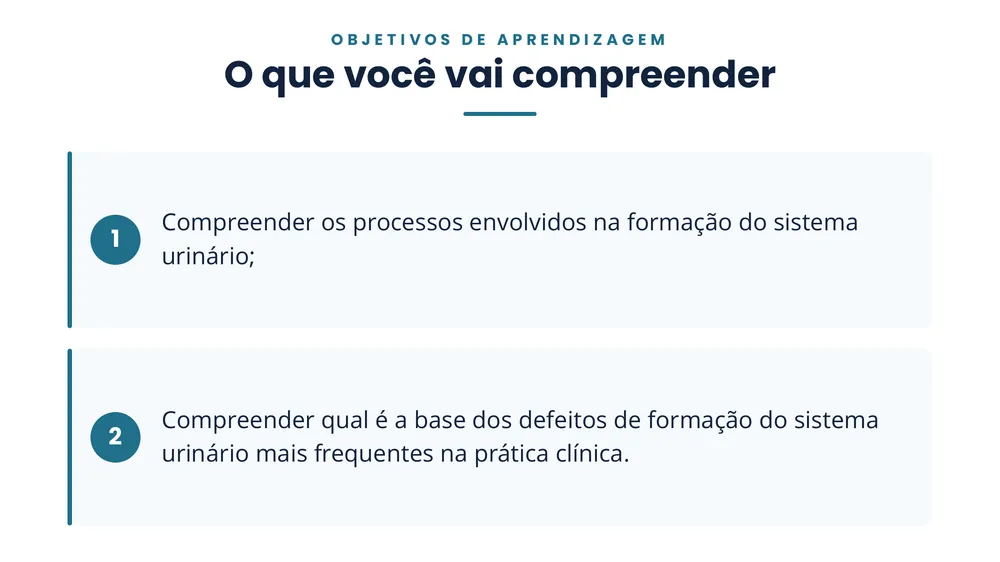 OBJETIVOS DE APRENDIZAGEM
O que você vai compreender
1
Compreender os processos envolvidos na formação do sistema
urinário;
2
Compreender qual é a base dos defeitos de formação do sistema
urinário mais frequentes na prática clínica.